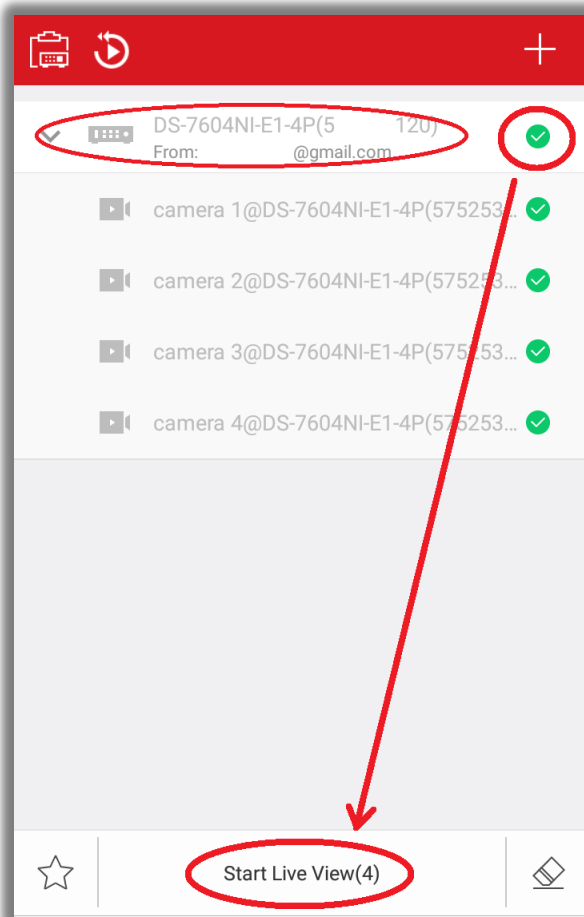 DS-7604NI-E1-4P(5 120)
From: @gmail.com
camera 1@DS-7604NI-E1-4P(575253...
camera 2@DS-7604NI-E1-4P(575253...
camera 3@DS-7604NI-E1-4P(575253...
camera 4@DS-7604NI-E1-4P(575253...
Start Live View(4)